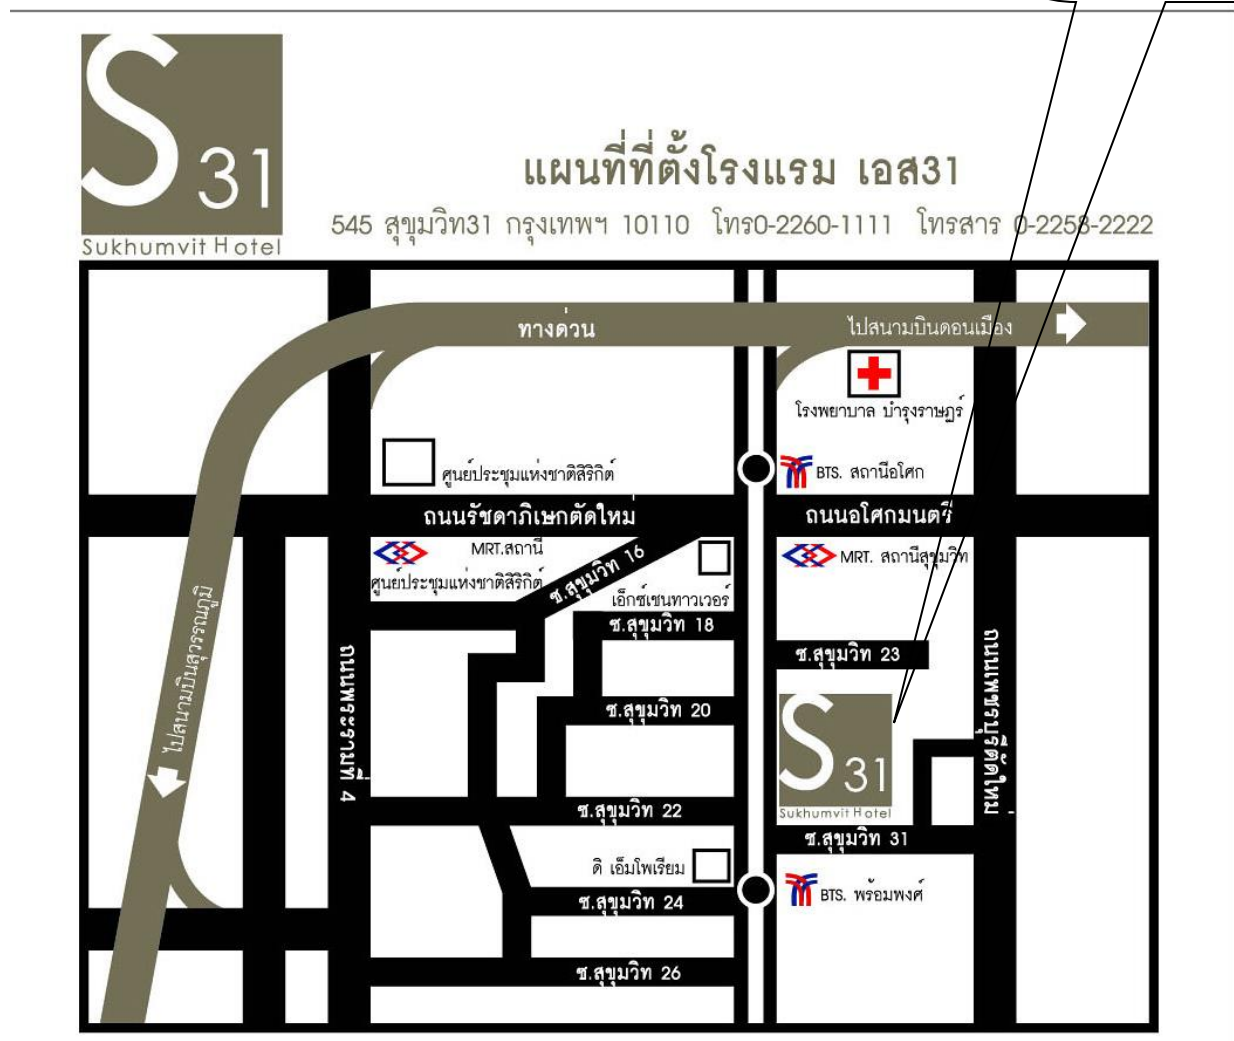 S31
Sukhumvit Hotel
แผนที่ที่ตั้งโรงแรม เอส31
545 สุขุมวิท31 กรุงเทพฯ 10110 โทร0-2260-1111 โทรสาร 0-2258-2222
ทางด่วน
ไปสนามบินดอนเมือง
โรงพยาบาล บำรุงราษฎร์
ศูนย์ประชุมแห่งชาติสิริกิต์
BTS. สถานีอโศก
ถนนรัชดาภิเษกตัดใหม่
ถนนอโศกมนตรี
MRT.สถานี
ศูนย์ประชุมแห่งชาติสิริกิต์
ซ.สุขุมวิท 16
MRT. สถานีสุขุมวิท
เอ็กซ์เชนทาวเวอร์
ซ.สุขุมวิท 18
ซ.สุขุมวิท 23
ไปสนามบินสุวรรณภูมิ
ถนนพระรามที่ 4
ถนนเพชรบุรีตัดใหม่
ซ.สุขุมวิท 20
S31
Sukhumvit Hotel
ซ.สุขุมวิท 22
ซ.สุขุมวิท 31
ดิ เอ็มโพเรียม
ซ.สุขุมวิท 24
BTS. พร้อมพงศ์
ซ.สุขุมวิท 26